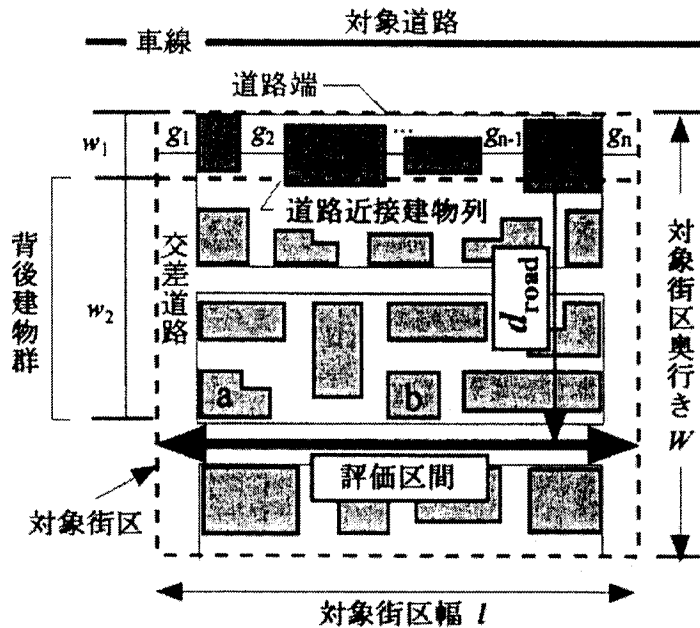 対象道路
車線
道路端
w₁
g₁
g₂
...
gₙ₋₁
gₙ
道路近接建物列
背後建物群
交差道路
w₂
d road
対象街区奥行き W
a
b
評価区間
対象街区
対象街区幅 l